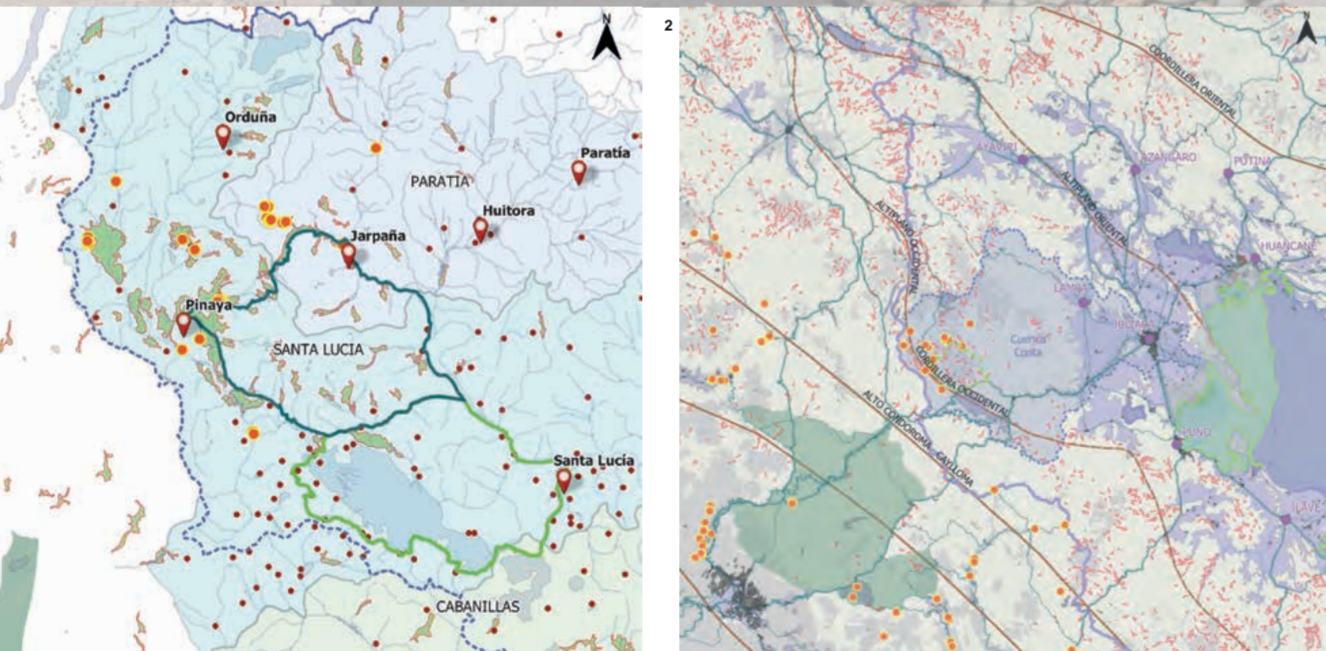 N
Orduña
Paratía
PARATIA
Huitora
Jarpaña
Pinaya
SANTA LUCIA
Santa Lucía
CABANILLAS
2
N
CORDILLERA ORIENTAL
AYAVIRI
AZANGARO
PUTINA
ALTIPLANO ORIENTAL
ALTIPLANO OCCIDENTAL
HUANCANE
LAMPA
Cuenca
Coata
CORDILLERA OCCIDENTAL
ALTO CONDOROMA - CAYLLOMA
PUNO
ILAVE